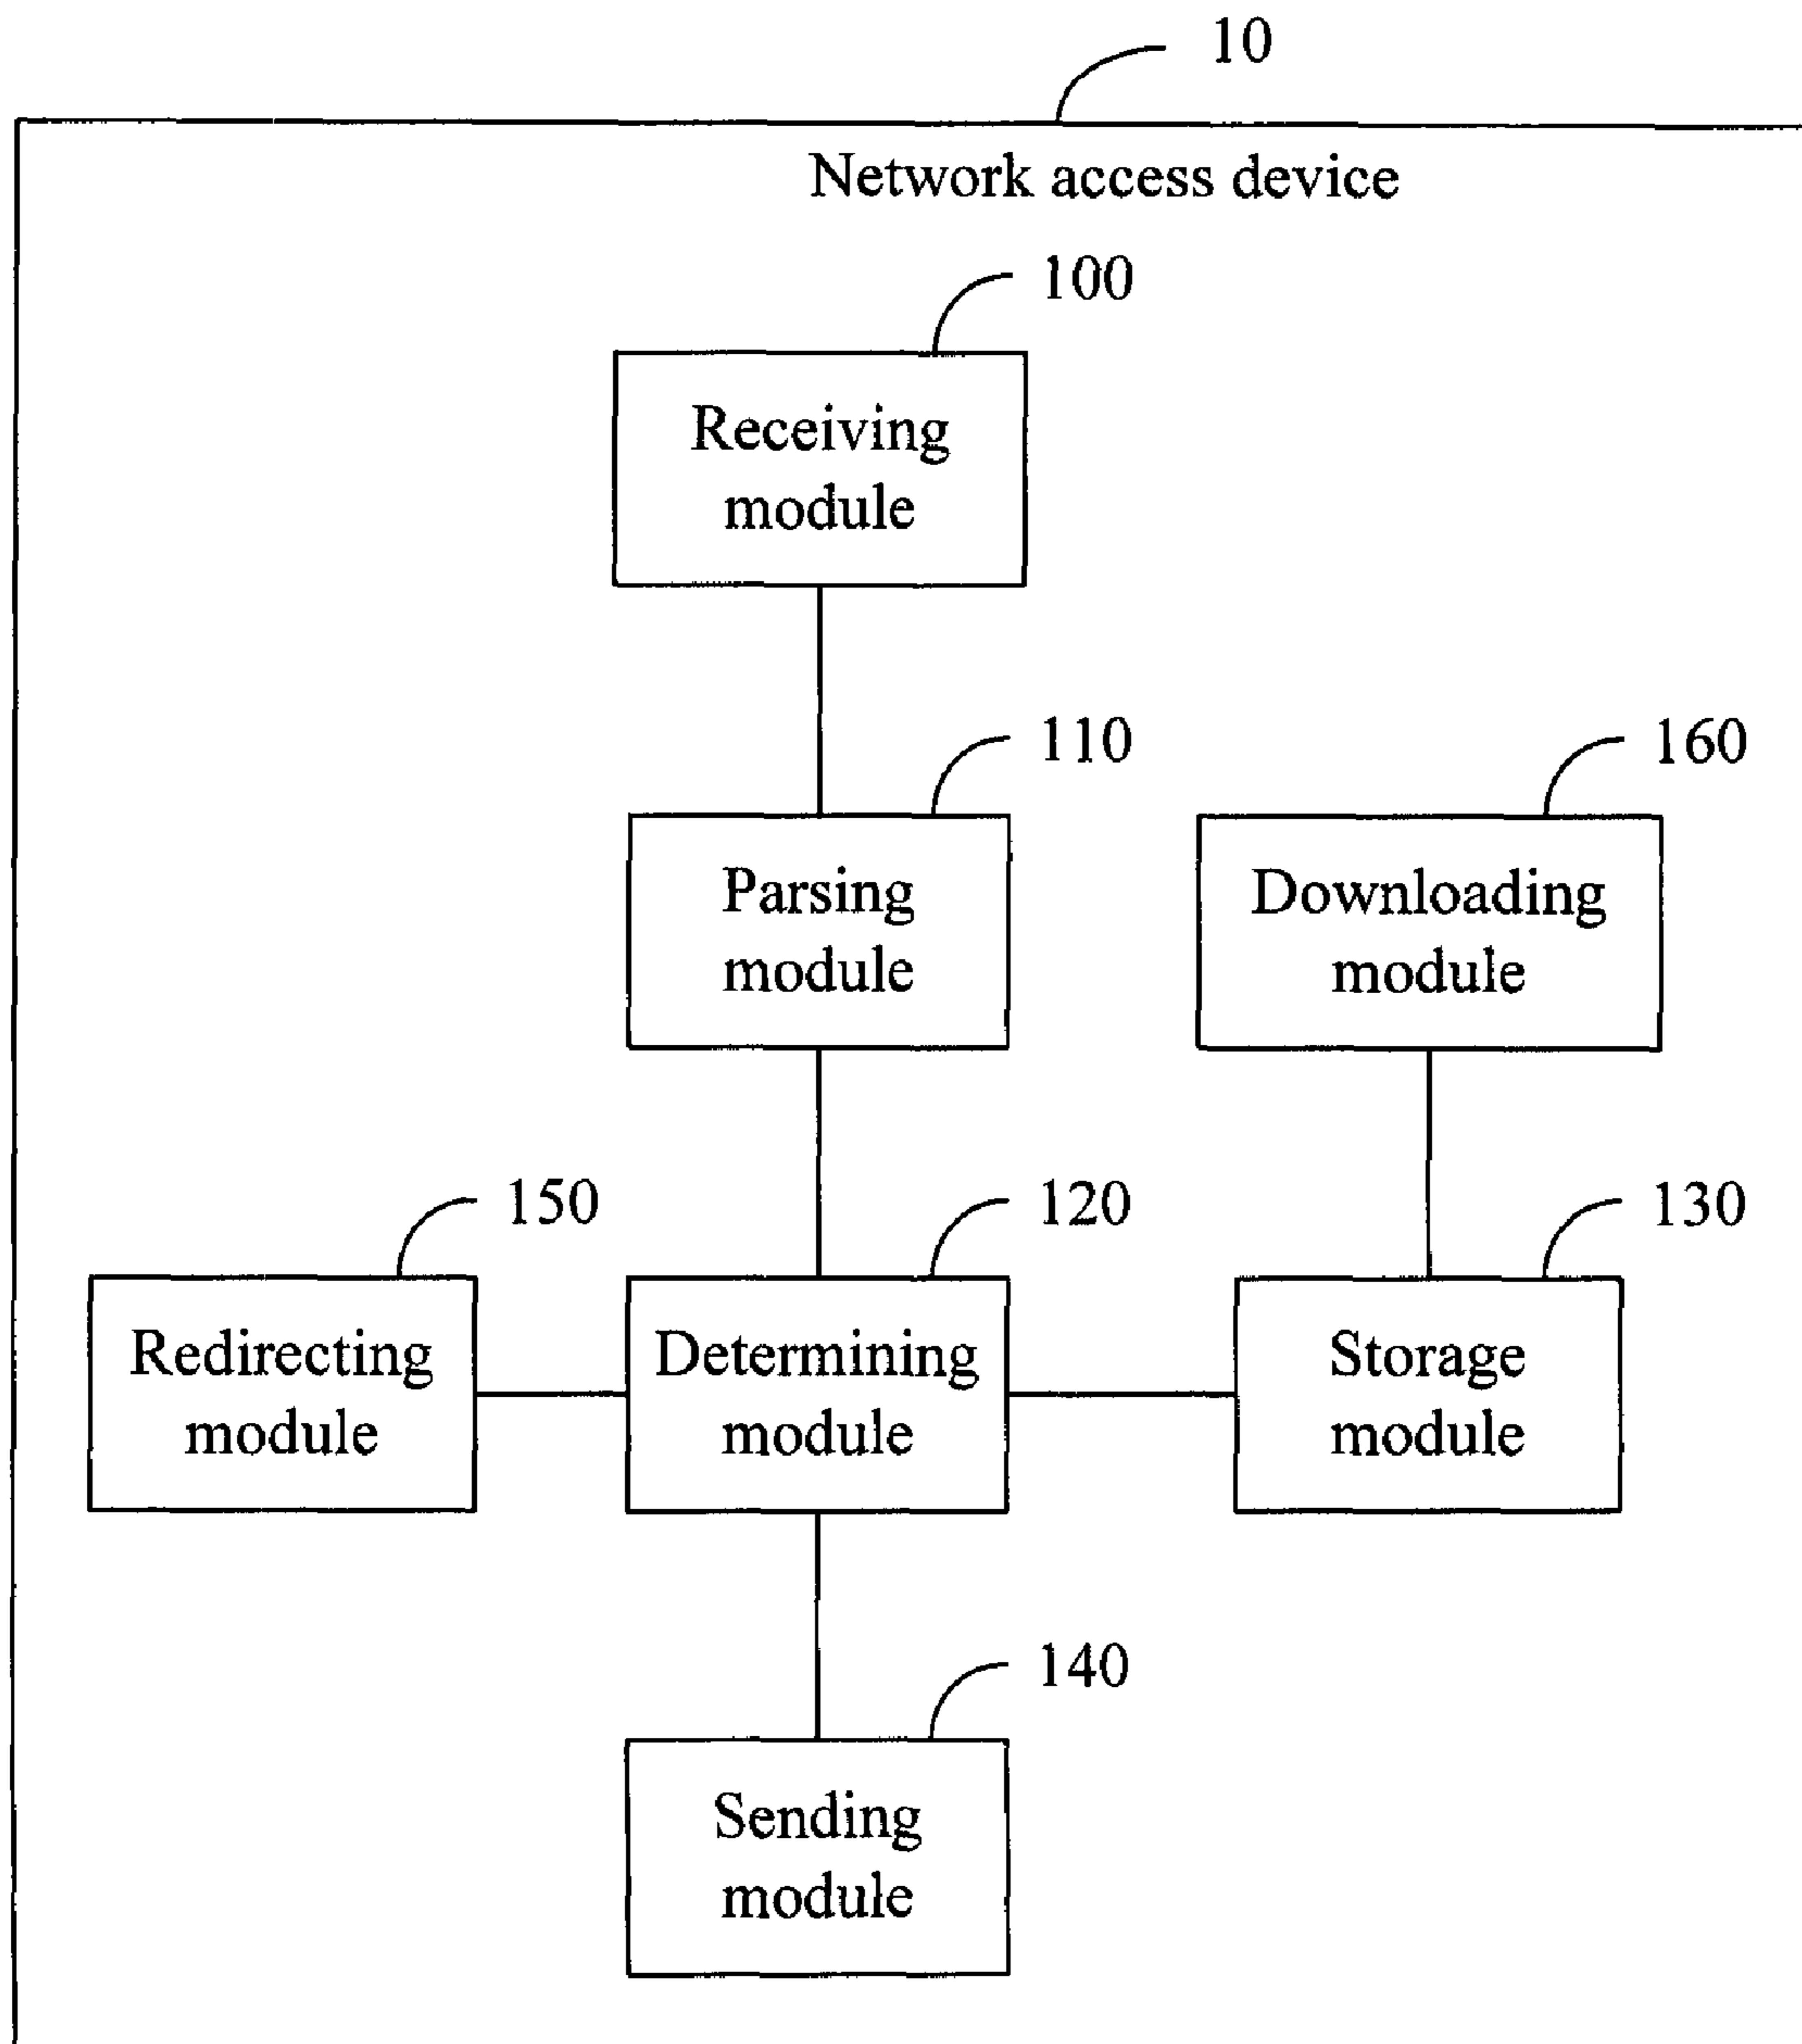 10
Network access device
100
Receiving
module
110
160
Parsing
module
Downloading
module
150
120
130
Redirecting
module
Determining
module
Storage
module
140
Sending
module